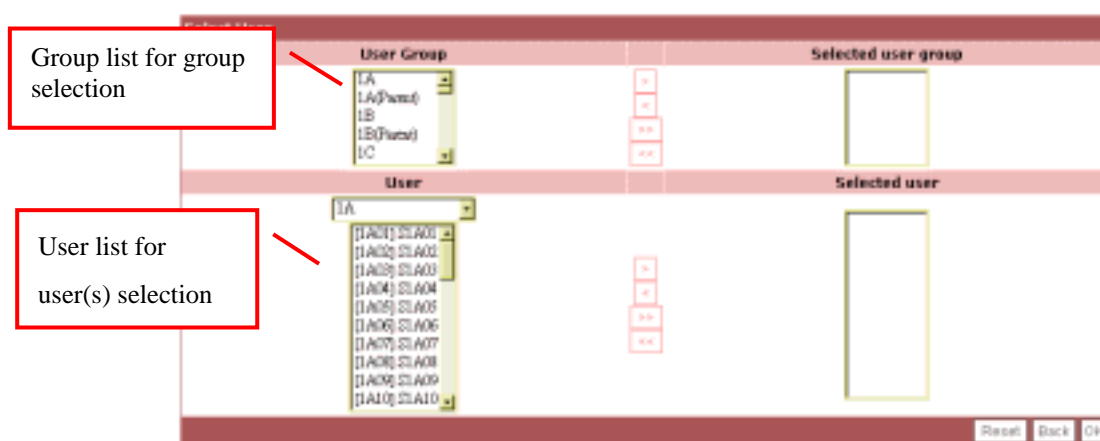 Select User
Group list for group
selection
User Group
Selected user group
1A
1A(Parent)
1B
1B(Parent)
1C
>
<
>>
<<
User
Selected user
User list for
user(s) selection
1A
[1A01] S1A01
[1A02] S1A02
[1A03] S1A03
[1A04] S1A04
[1A05] S1A05
[1A06] S1A06
[1A07] S1A07
[1A08] S1A08
[1A09] S1A09
[1A10] S1A10
>
<
>>
<<
Reset Back